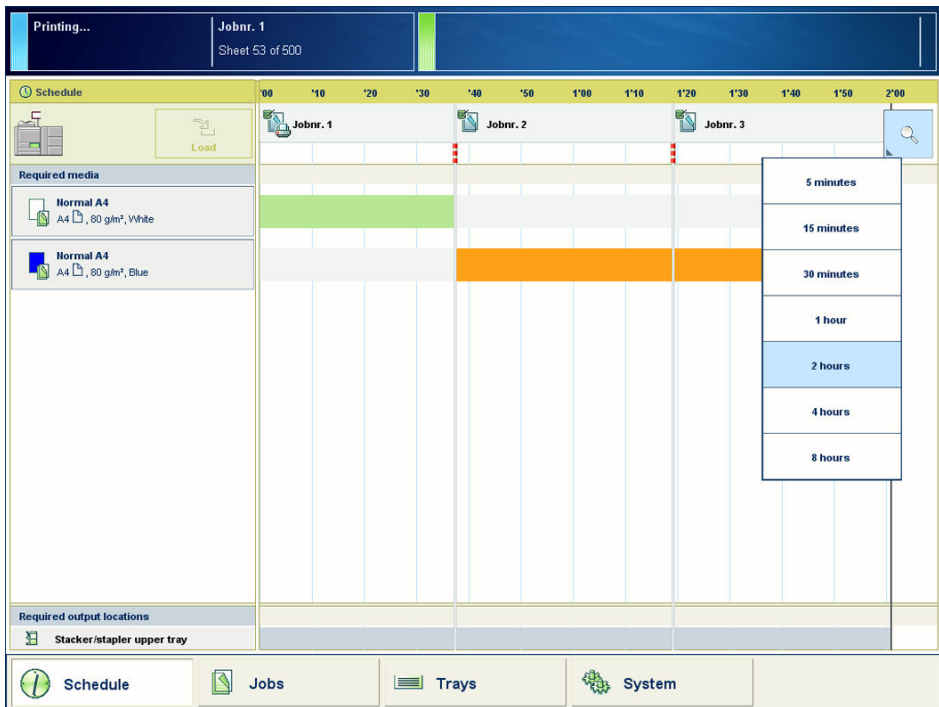 Printing...
Jobnr. 1
Sheet 53 of 500
Schedule
'00 '10 '20 '30 '40 '50 1'00 1'10 1'20 1'30 1'40 1'50 2'00
Load
Jobnr. 1
Jobnr. 2
Jobnr. 3
Required media
Normal A4
A4 , 80 g/m², White
Normal A4
A4 , 80 g/m², Blue
5 minutes
15 minutes
30 minutes
1 hour
2 hours
4 hours
8 hours
Required output locations
Stacker/stapler upper tray
Schedule
Jobs
Trays
System